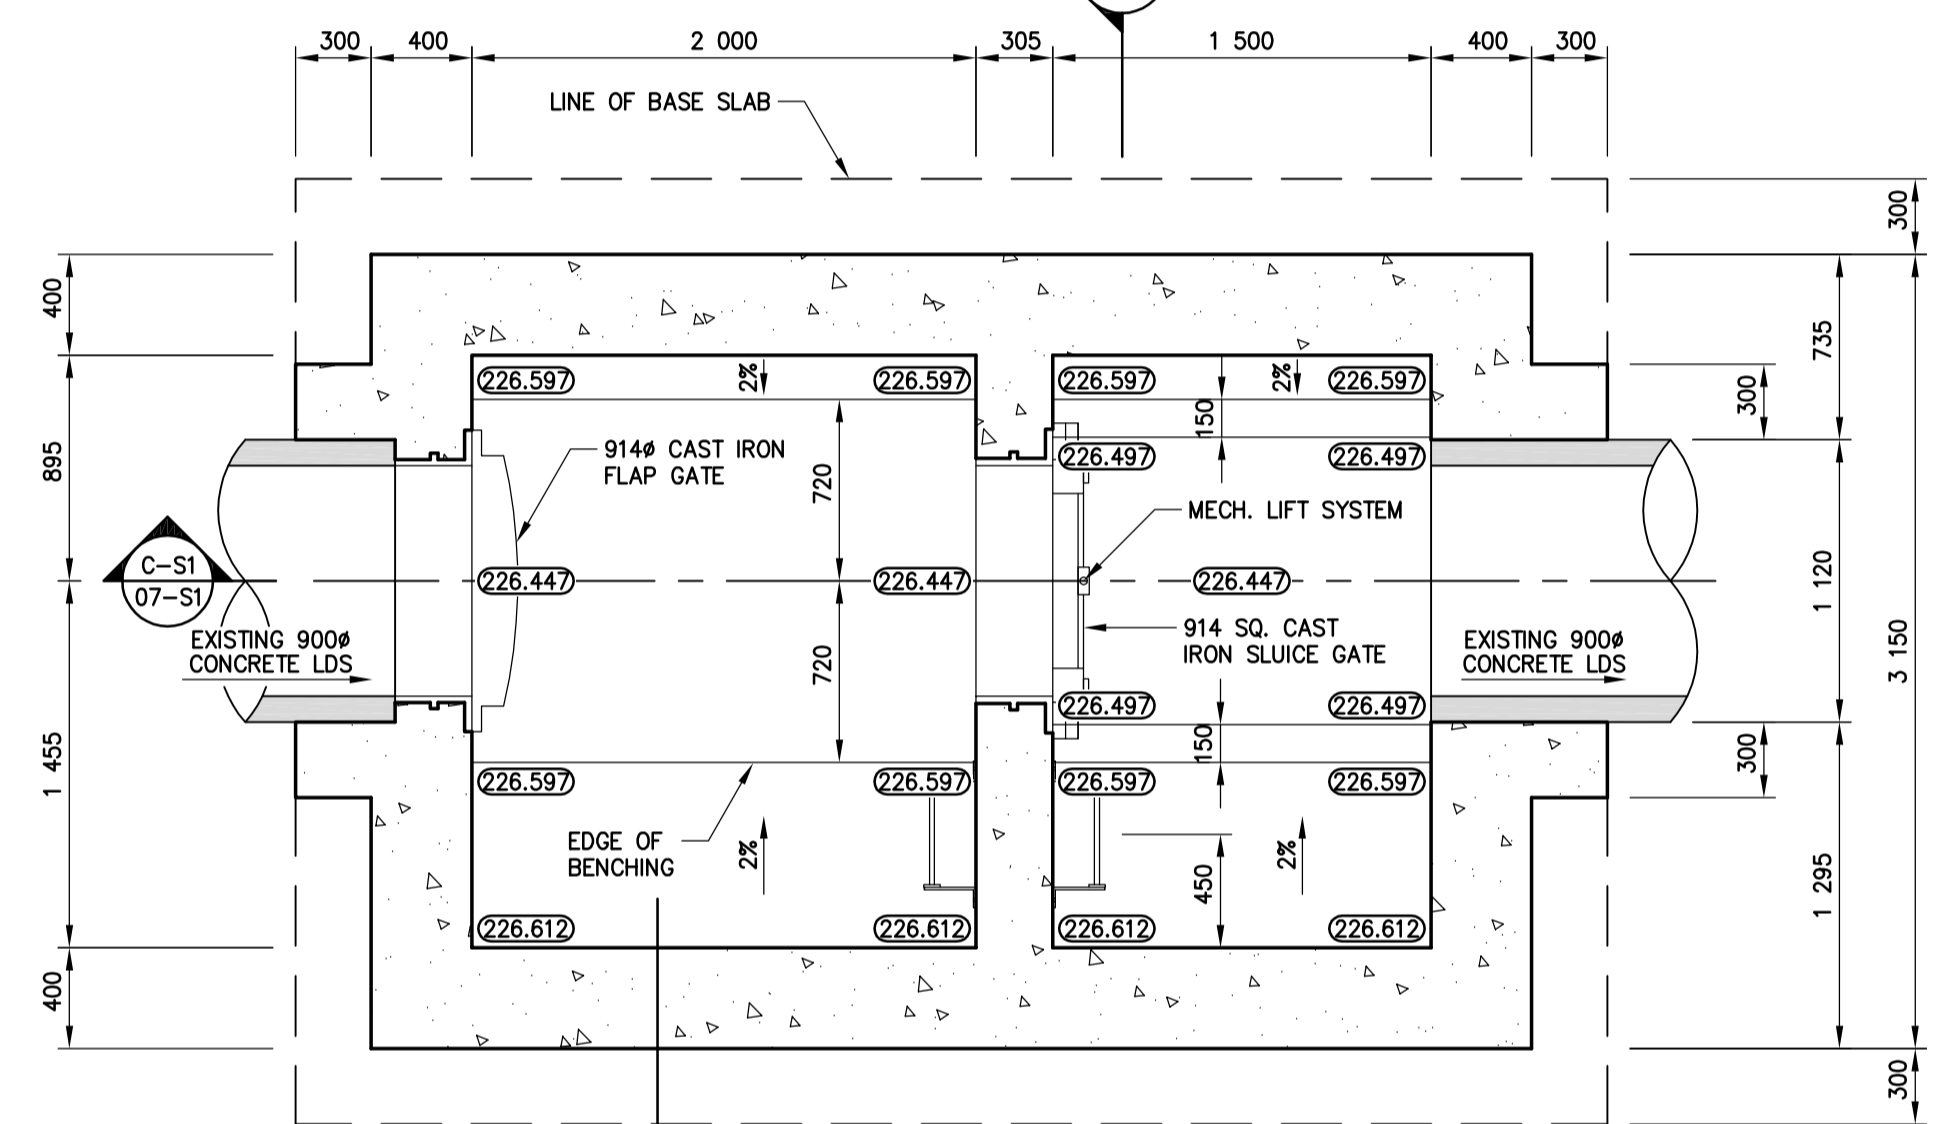 300 400 2 000 305 1 500 400 300
LINE OF BASE SLAB
300
400
735
226.597 2% 226.597 226.597 2% 226.597
300
150
895
914ø CAST IRON
FLAP GATE
226.497 226.497
720
MECH. LIFT SYSTEM
C-S1
07-S1
226.447 226.447 226.447
1 120
EXISTING 900ø
CONCRETE LDS
914 SQ. CAST
IRON SLUICE GATE
EXISTING 900ø
CONCRETE LDS
3 150
720
226.497 226.497
1 455
150
300
226.597 226.597 226.597 226.597
EDGE OF
BENCHING
2%
2%
450
1 295
226.612 226.612 226.612 226.612
400
300